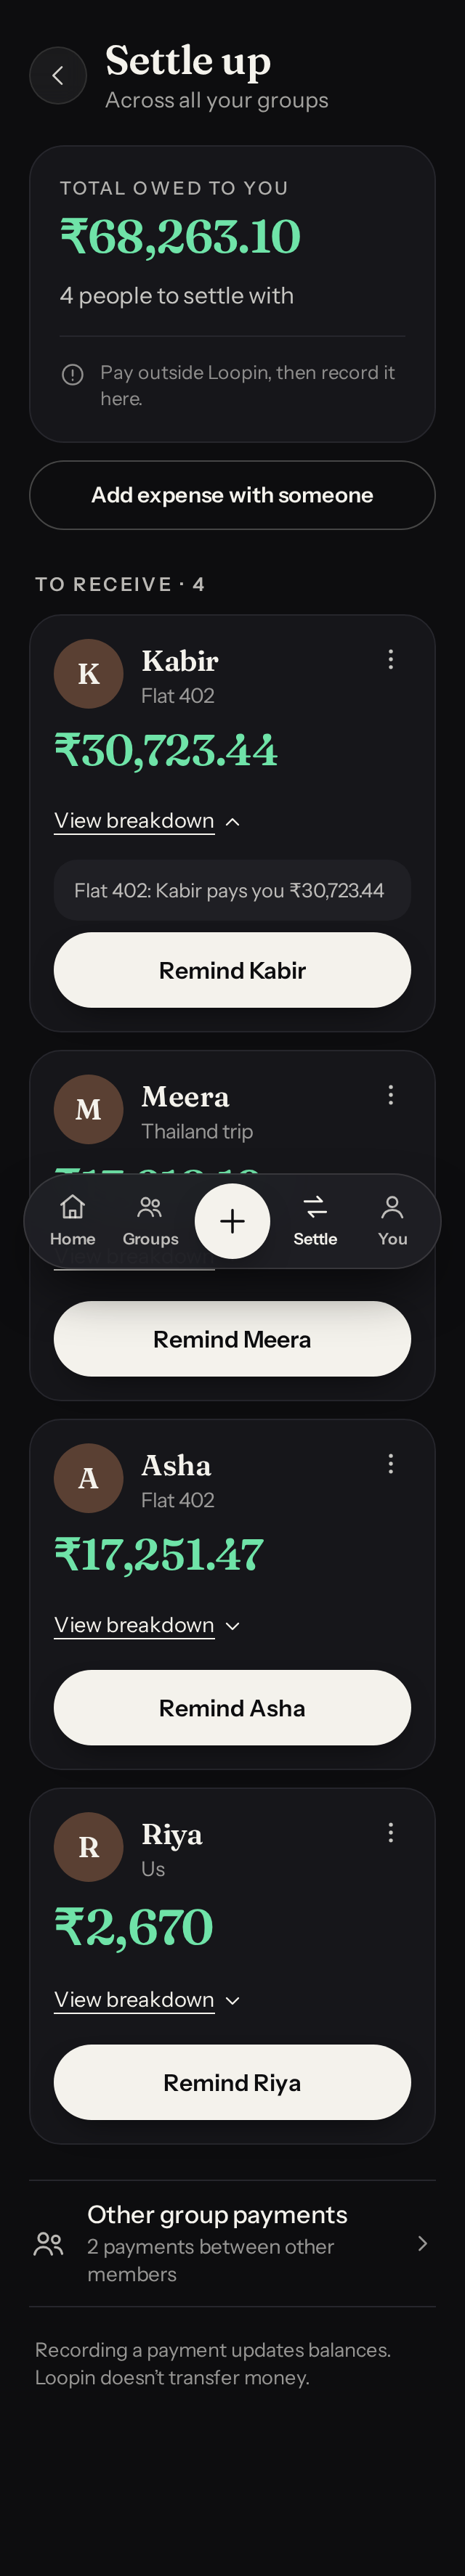 Settle up
Across all your groups
TOTAL OWED TO YOU
₹68,263.10
4 people to settle with
Pay outside Loopin, then record it
here.
Add expense with someone
TO RECEIVE · 4
K
Kabir
Flat 402
₹30,723.44
View breakdown
Flat 402: Kabir pays you ₹30,723.44
Remind Kabir
M
Meera
Thailand trip
View breakdown
Home
Groups
Settle
You
Remind Meera
A
Asha
Flat 402
₹17,251.47
View breakdown
Remind Asha
R
Riya
Us
₹2,670
View breakdown
Remind Riya
Other group payments
2 payments between other
members
Recording a payment updates balances.
Loopin doesn't transfer money.